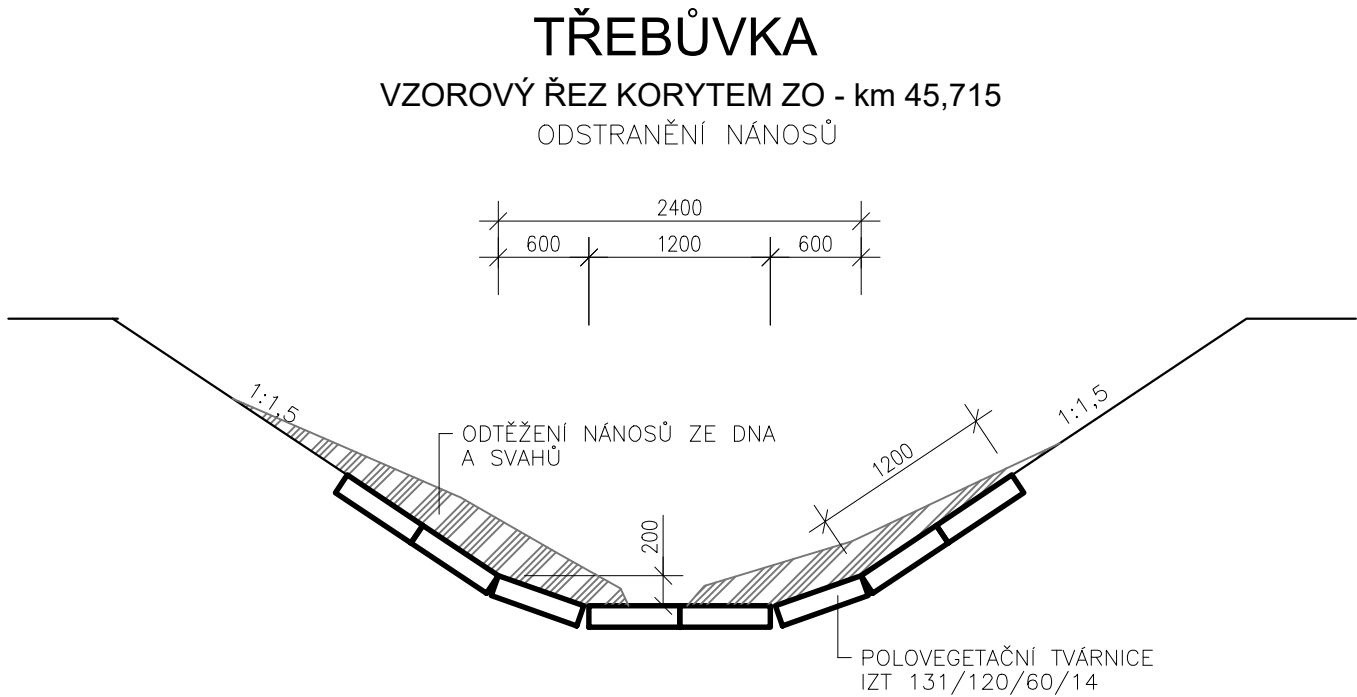 TŘEBŮVKA
VZOROVÝ ŘEZ KORYTEM ZO - km 45,715
ODSTRANĚNÍ NÁNOSŮ
2400
600
1200
600
1:1,5
ODTĚŽENÍ NÁNOSŮ ZE DNA
A SVAHŮ
200
1200
1:1,5
POLOVEGETAČNÍ TVÁRNICE
IZT 131/120/60/14